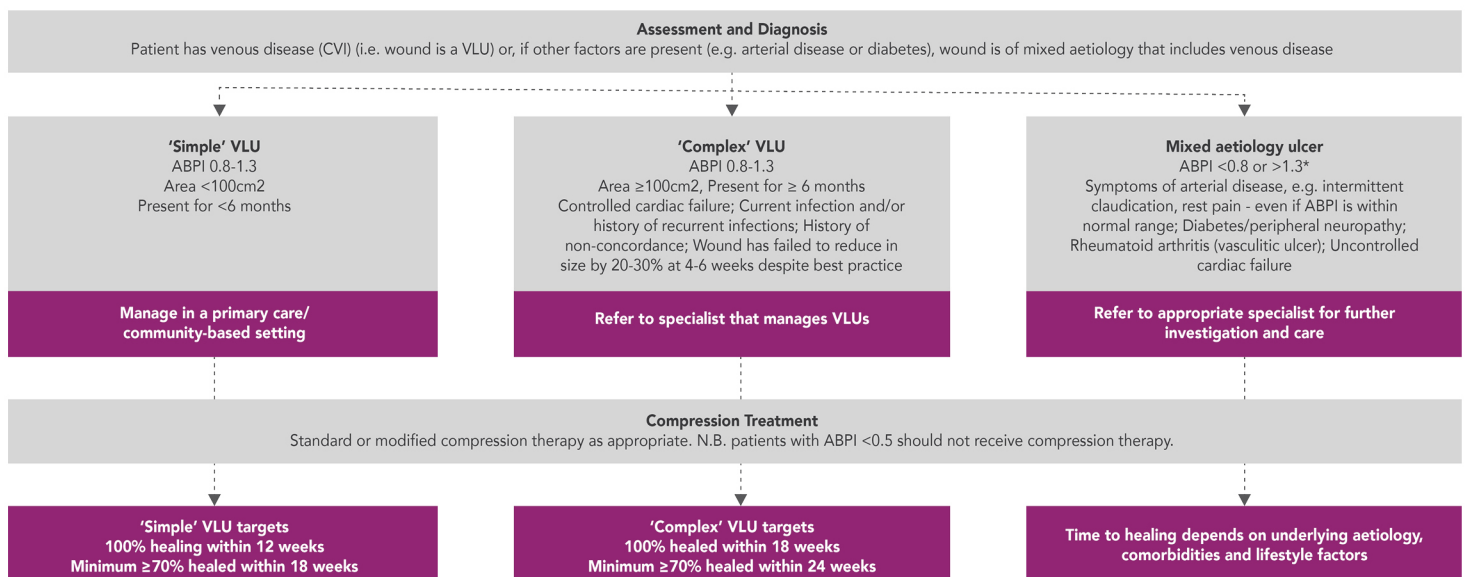 Assessment and Diagnosis
Patient has venous disease (CVI) (i.e. wound is a VLU) or, if other factors are present (e.g. arterial disease or diabetes), wound is of mixed aetiology that includes venous disease
‘Simple’ VLU
ABPI 0.8-1.3
Area <100cm2
Present for <6 months
Manage in a primary care/
community-based setting
‘Complex’ VLU
ABPI 0.8-1.3
Area ≥100cm2, Present for ≥ 6 months
Controlled cardiac failure; Current infection and/or
history of recurrent infections; History of
non-concordance; Wound has failed to reduce in
size by 20-30% at 4-6 weeks despite best practice
Refer to specialist that manages VLUs
Mixed aetiology ulcer
ABPI <0.8 or >1.3*
Symptoms of arterial disease, e.g. intermittent
claudication, rest pain - even if ABPI is within
normal range; Diabetes/peripheral neuropathy;
Rheumatoid arthritis (vasculitic ulcer); Uncontrolled
cardiac failure
Refer to appropriate specialist for further
investigation and care
Compression Treatment
Standard or modified compression therapy as appropriate. N.B. patients with ABPI <0.5 should not receive compression therapy.
‘Simple’ VLU targets
100% healing within 12 weeks
Minimum ≥70% healed within 18 weeks
‘Complex’ VLU targets
100% healed within 18 weeks
Minimum ≥70% healed within 24 weeks
Time to healing depends on underlying aetiology,
comorbidities and lifestyle factors